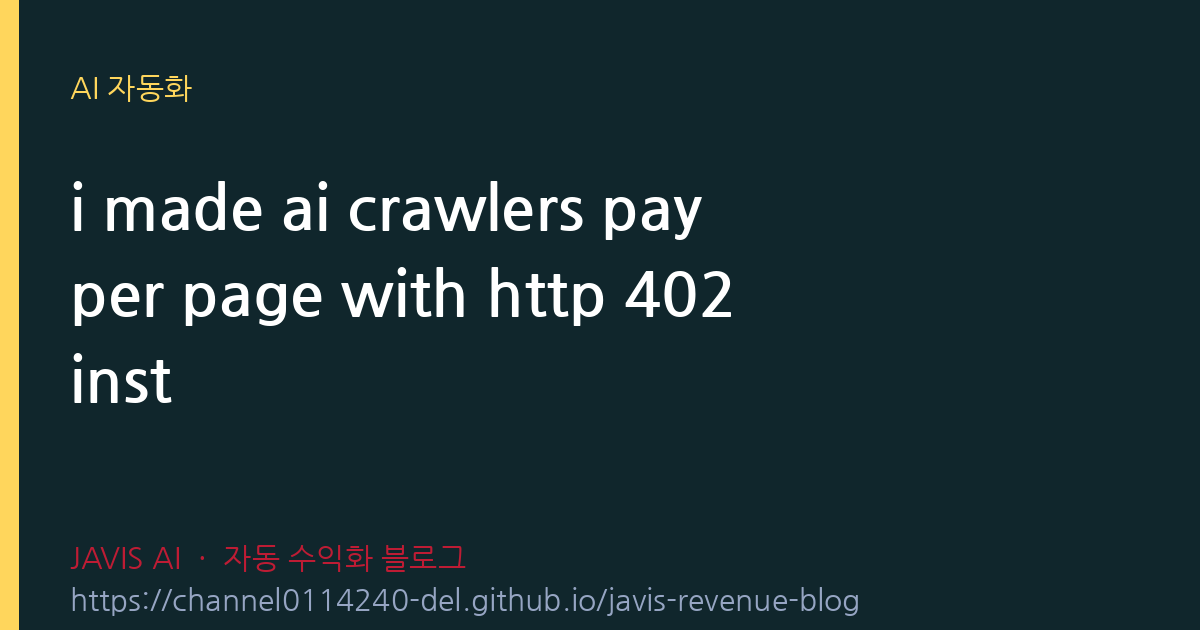 AI 자동화
i made ai crawlers pay
per page with http 402
inst
JAVIS AI · 자동 수익화 블로그
https://channel0114240-del.github.io/javis-revenue-blog